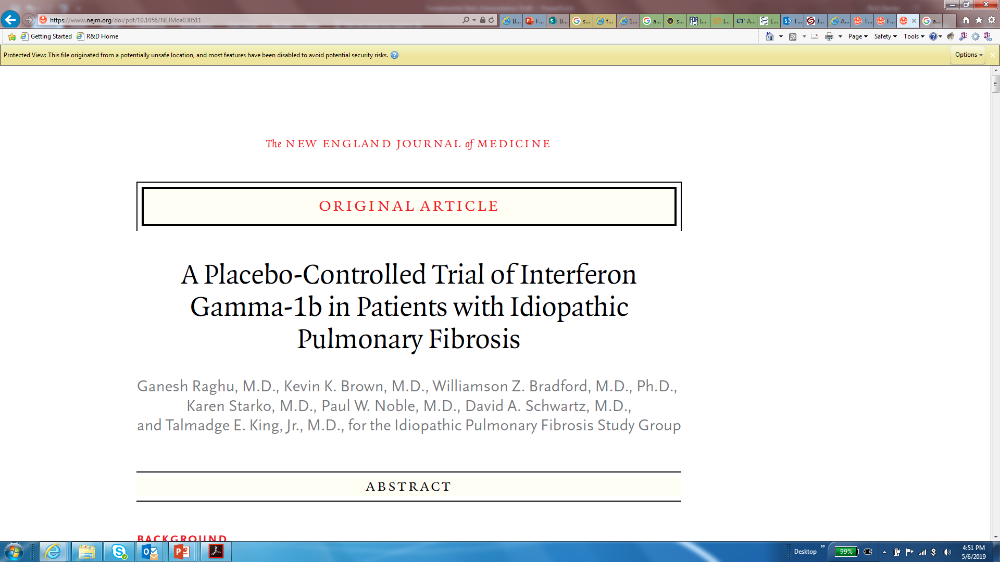 https://www.nejm.org/doi/pdf/10.1056/NEJMoa030511
B... F... B... s... f... 1... a... s... FDA NEWS I... I... CT A... E... T... J... A... T... F... a...
Getting Started R&D Home Page Safety Tools
Protected View: This file originated from a potentially unsafe location, and most features have been disabled to avoid potential security risks. Options
The NEW ENGLAND JOURNAL of MEDICINE
ORIGINAL ARTICLE
A Placebo-Controlled Trial of Interferon
Gamma-1b in Patients with Idiopathic
Pulmonary Fibrosis
Ganesh Raghu, M.D., Kevin K. Brown, M.D., Williamson Z. Bradford, M.D., Ph.D.,
Karen Starko, M.D., Paul W. Noble, M.D., David A. Schwartz, M.D.,
and Talmadge E. King, Jr., M.D., for the Idiopathic Pulmonary Fibrosis Study Group
ABSTRACT
BACKGROUND
Desktop 99% 4:51 PM
5/6/2019